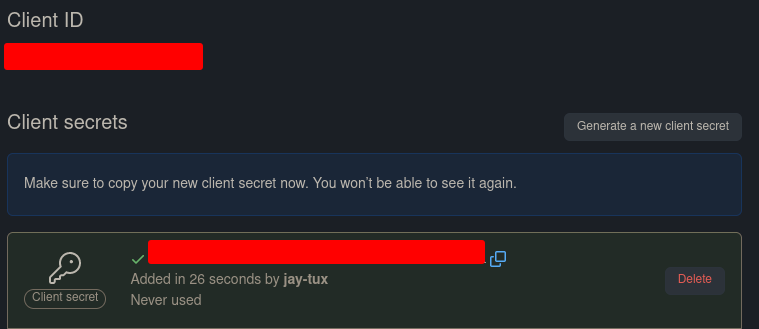 Client ID
Client secrets
Generate a new client secret
Make sure to copy your new client secret now. You won't be able to see it again.
Client secret
Added in 26 seconds by jay-tux
Never used
Delete